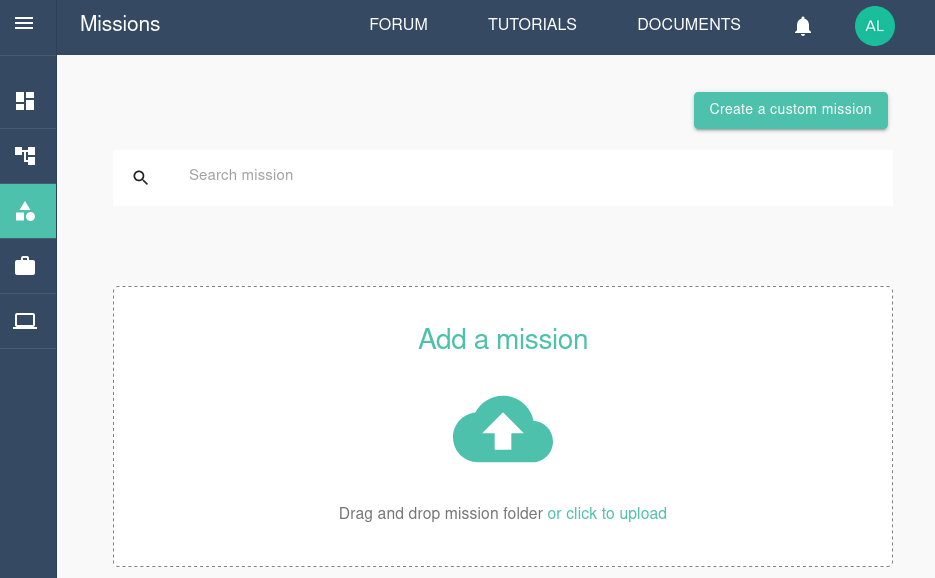 Missions
FORUM
TUTORIALS
DOCUMENTS
AL
Create a custom mission
Search mission
Add a mission
Drag and drop mission folder or click to upload